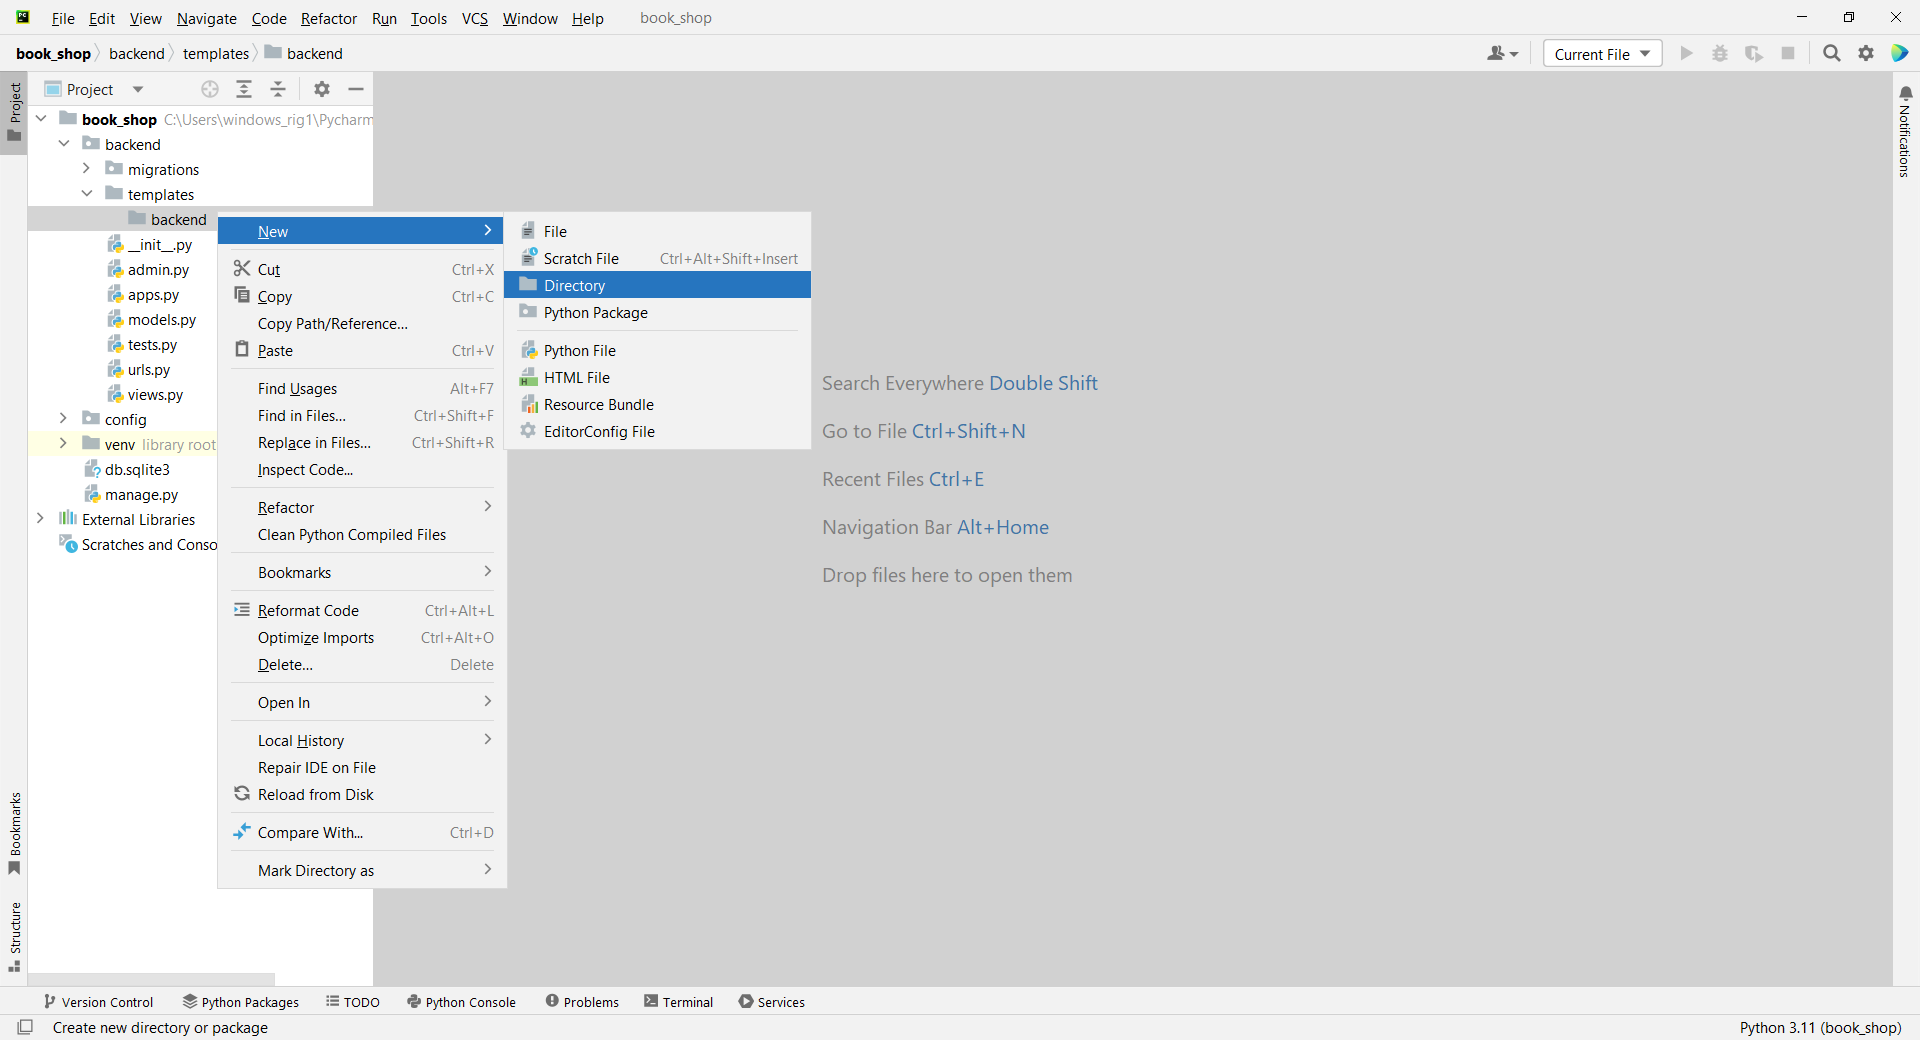 PC
File Edit View Navigate Code Refactor Run Tools VCS Window Help book_shop
book_shop backend templates backend
Current File
Project
Project
book_shop C:\Users\windows_rig1\Pycharm
backend
migrations
templates
backend
__init__.py
admin.py
apps.py
models.py
tests.py
urls.py
views.py
config
venv library root
db.sqlite3
manage.py
External Libraries
Scratches and Conso
New
Cut Ctrl+X
Copy Ctrl+C
Copy Path/Reference...
Paste Ctrl+V
Find Usages Alt+F7
Find in Files... Ctrl+Shift+F
Replace in Files... Ctrl+Shift+R
Inspect Code...
Refactor
Clean Python Compiled Files
Bookmarks
Reformat Code Ctrl+Alt+L
Optimize Imports Ctrl+Alt+O
Delete... Delete
Open In
Local History
Repair IDE on File
Reload from Disk
Compare With... Ctrl+D
Mark Directory as
File
Scratch File Ctrl+Alt+Shift+Insert
Directory
Python Package
Python File
HTML File
Resource Bundle
EditorConfig File
Search Everywhere Double Shift
Go to File Ctrl+Shift+N
Recent Files Ctrl+E
Navigation Bar Alt+Home
Drop files here to open them
Notifications
Bookmarks
Structure
Version Control Python Packages TODO Python Console Problems Terminal Services
Create new directory or package
Python 3.11 (book_shop)